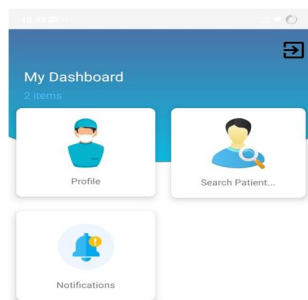 My Dashboard
2 items
Profile
Search Patient...
Notifications